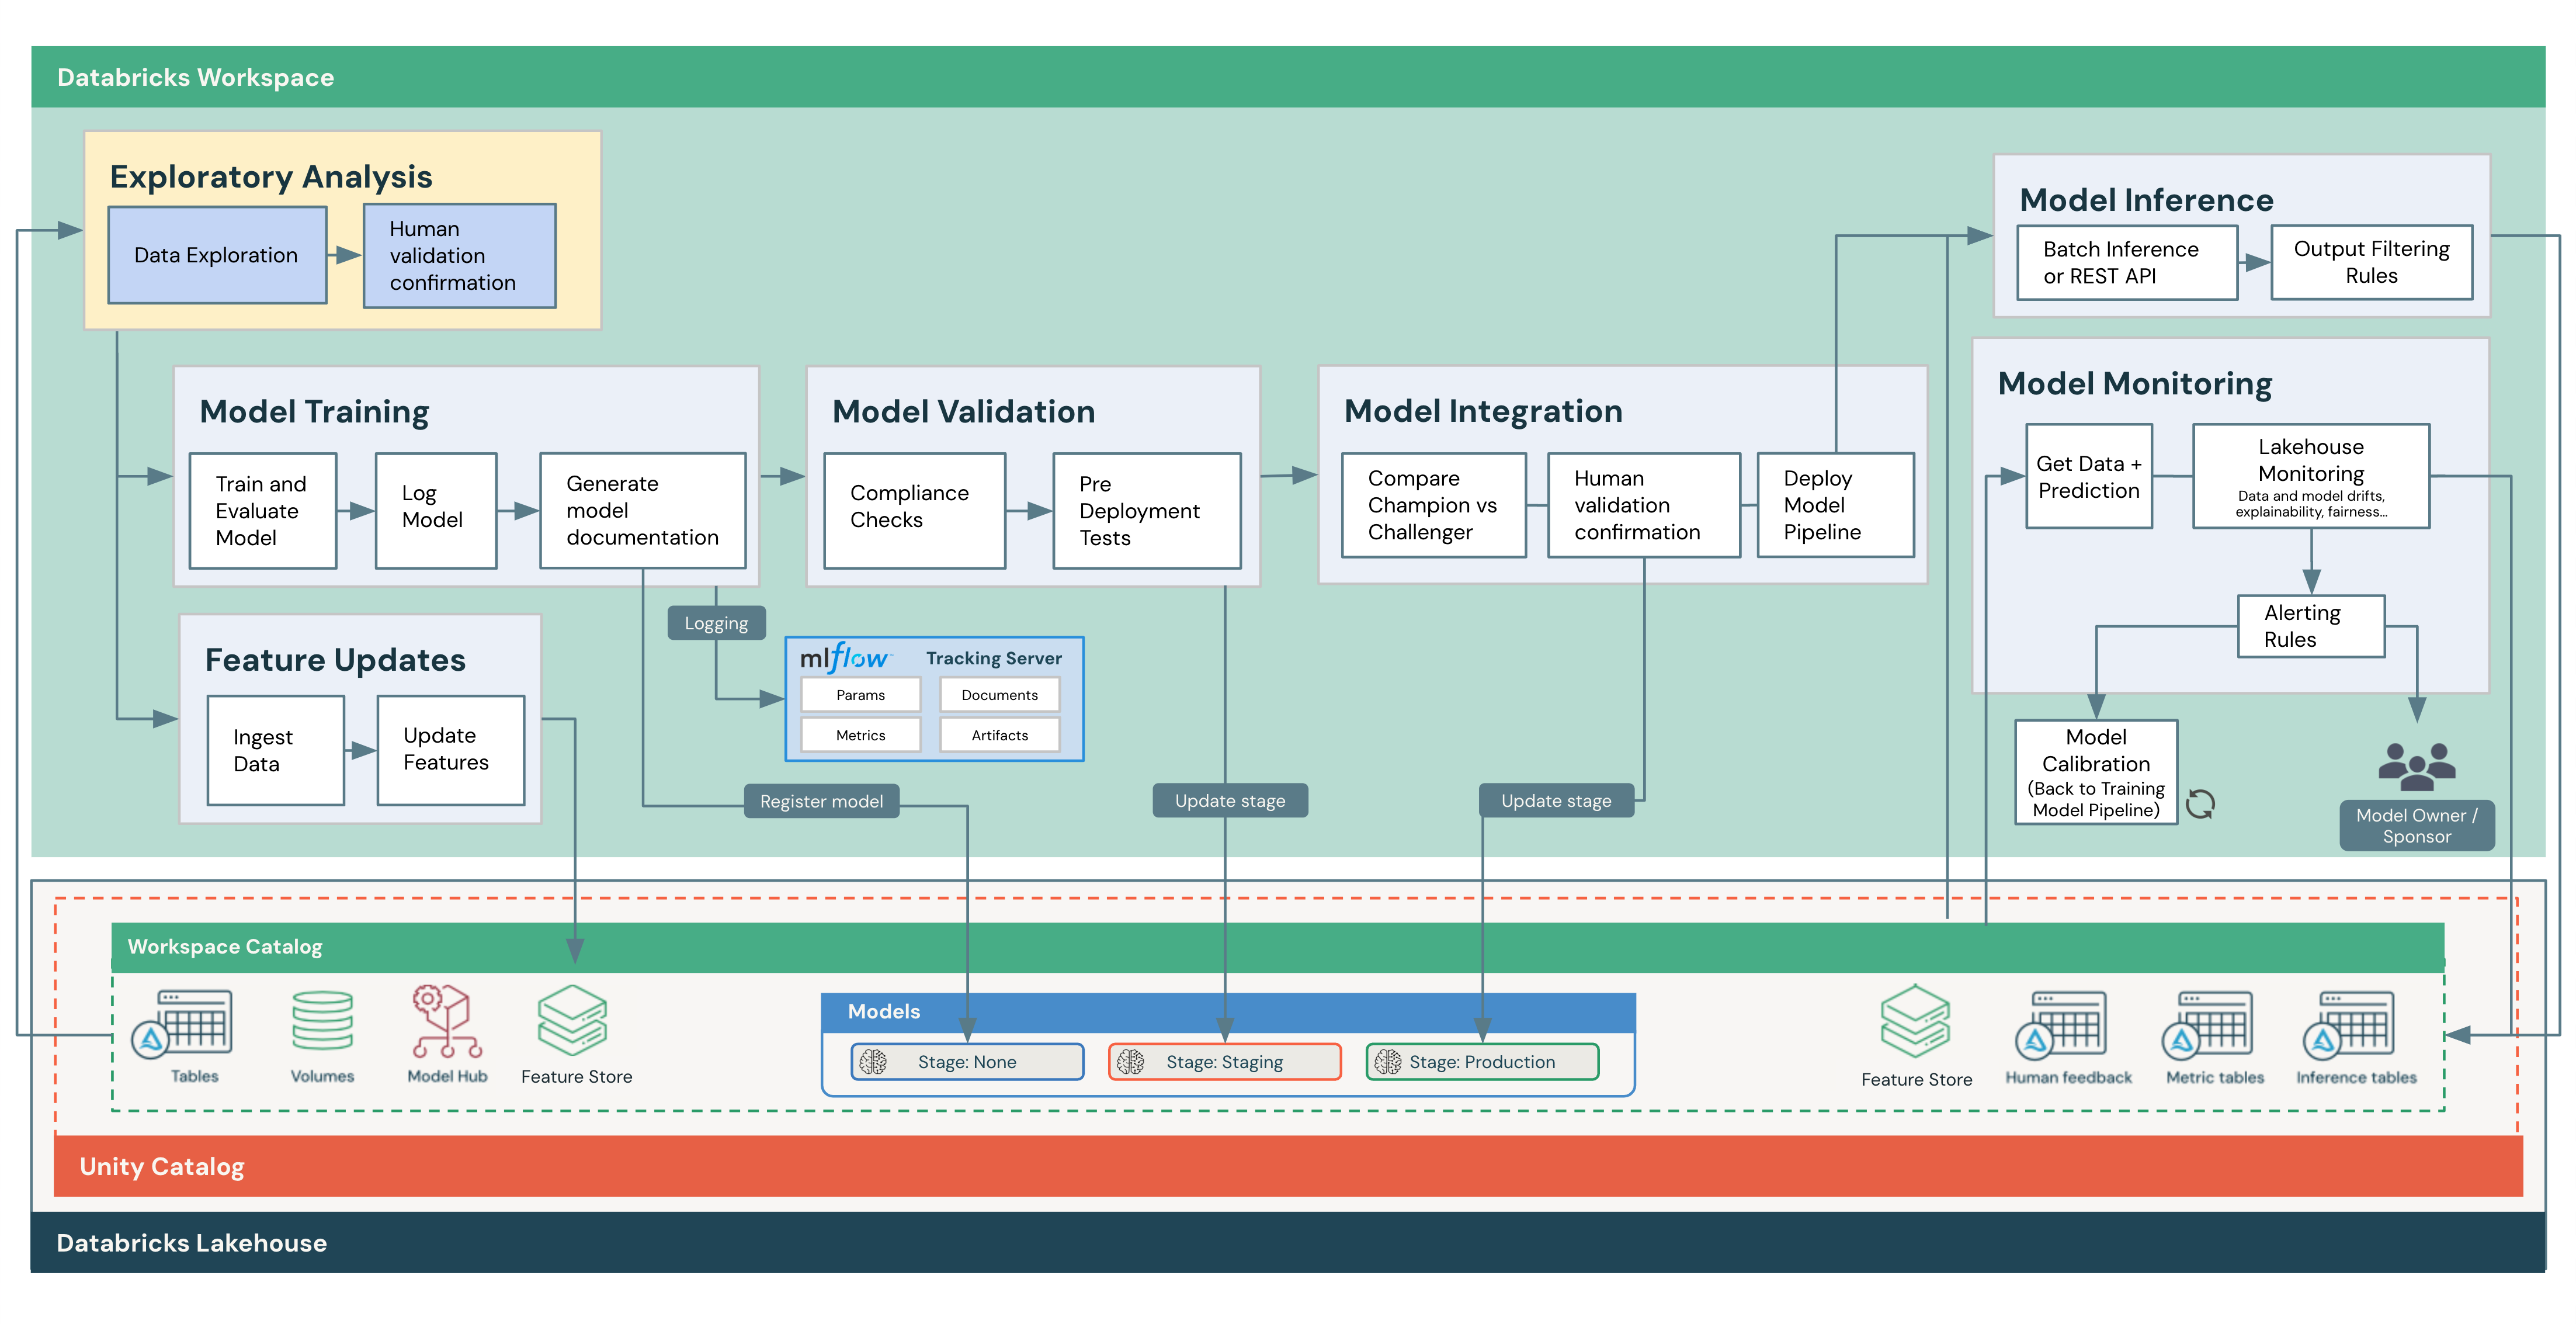 Databricks Workspace
Exploratory Analysis
Data Exploration
Human
validation
confirmation
Model Inference
Batch Inference
or REST API
Output Filtering
Rules
Model Training
Train and
Evaluate
Model
Log
Model
Generate
model
documentation
Model Validation
Compliance
Checks
Pre
Deployment
Tests
Model Integration
Compare
Champion vs
Challenger
Human
validation
confirmation
Deploy
Model
Pipeline
Model Monitoring
Get Data +
Prediction
Lakehouse
Monitoring
Data and model drifts,
explainability, fairness...
Alerting
Rules
Logging
Feature Updates
Ingest
Data
Update
Features
mlflow
Tracking Server
Params
Documents
Metrics
Artifacts
Register model
Update stage
Update stage
Model
Calibration
(Back to Training
Model Pipeline)
Model Owner /
Sponsor
Workspace Catalog
Tables
Volumes
Model Hub
Feature Store
Models
Stage: None
Stage: Staging
Stage: Production
Feature Store
Human feedback
Metric tables
Inference tables
Unity Catalog
Databricks Lakehouse